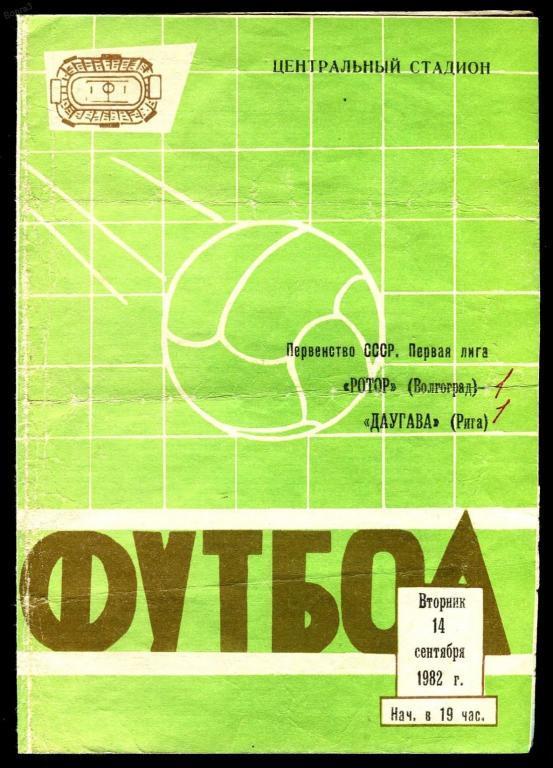 Ворга3
ЦЕНТРАЛЬНЫЙ СТАДИОН
Первенство СССР. Первая лига
«РОТОР» (Волгоград)- 1
«ДАУГАВА» (Рига) 1
ФУТБОЛ
Вторник
14
сентября
1982 г.
Нач. в 19 час.